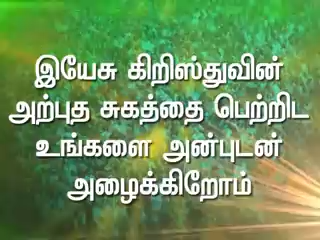 இயேசு கிறிஸ்துவின்
அற்புத சுகத்தை பெற்றிட
உங்களை அன்புடன்
அழைக்கிறோம்